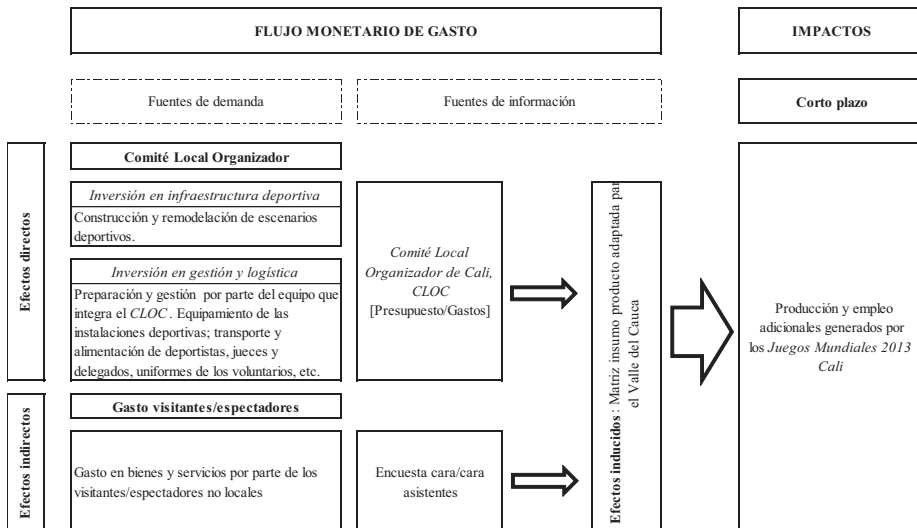 FLUJO MONETARIO DE GASTO
IMPACTOS
Fuentes de demanda
Fuentes de información
Corto plazo
Efectos directos
Comité Local Organizador
Inversión en infraestructura deportiva
Construcción y remodelación de escenarios
deportivos.
Inversión en gestión y logística
Preparación y gestión por parte del equipo que
integra el CLOC. Equipamiento de las
instalaciones deportivas; transporte y
alimentación de deportistas, jueces y
delegados, uniformes de los voluntarios, etc.
Comité Local
Organizador de Cali,
CLOC
[Presupuesto/Gastos]
Efectos inducidos: Matriz insumo producto adaptada par
el Valle del Cauca
Producción y empleo
adicionales generados por
los Juegos Mundiales 2013
Cali
Efectos indirectos
Gasto visitantes/espectadores
Gasto en bienes y servicios por parte de los
visitantes/espectadores no locales
Encuesta cara/cara
asistentes